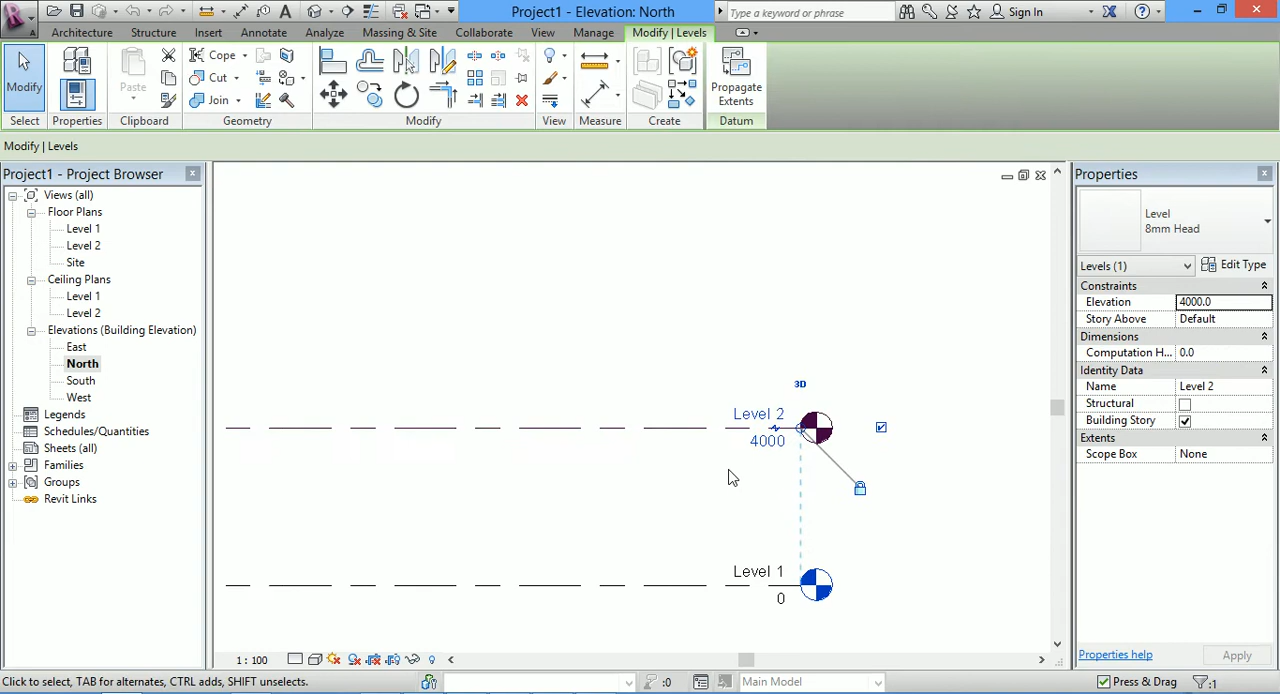 Project1 - Elevation: North
Type a keyword or phrase
Sign In
Architecture Structure Insert Annotate Analyze Massing & Site Collaborate View Manage Modify | Levels
Modify
Paste
Cope
Cut
Join
Propagate
Extents
Select Properties Clipboard Geometry Modify View Measure Create Datum
Modify | Levels
Project1 - Project Browser
Views (all)
Floor Plans
Level 1
Level 2
Site
Ceiling Plans
Level 1
Level 2
Elevations (Building Elevation)
East
North
South
West
Legends
Schedules/Quantities
Sheets (all)
Families
Groups
Revit Links
3D
Level 2
4000
Level 1
0
1 : 100
Properties
Level
8mm Head
Levels (1) Edit Type
Constraints
Elevation 4000.0
Story Above Default
Dimensions
Computation H... 0.0
Identity Data
Name Level 2
Structural
Building Story
Extents
Scope Box None
Properties help Apply
Click to select, TAB for alternates, CTRL adds, SHIFT unselects. :0 Main Model Press & Drag :1